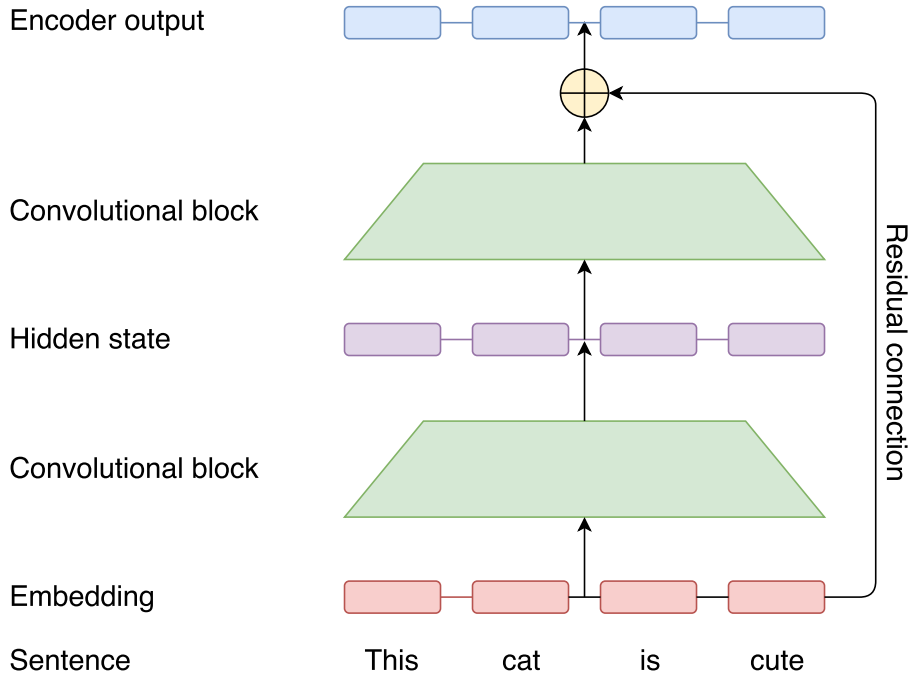 Encoder output
Convolutional block
Hidden state
Convolutional block
Embedding
Sentence This cat is cute
Residual connection